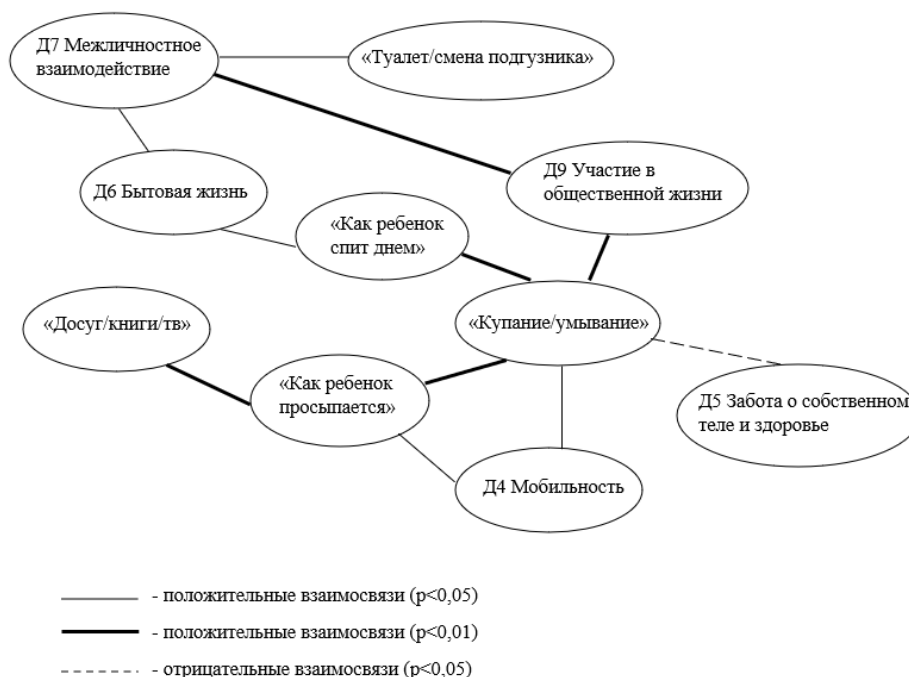 Д7 Межличностное
взаимодействие
«Туалет/смена подгузника»
Д6 Бытовая жизнь
Д9 Участие в
общественной жизни
«Как ребенок
спит днем»
«Досуг/книги/тв»
«Купание/умывание»
«Как ребенок
просыпается»
Д5 Забота о собственном
теле и здоровье
Д4 Мобильность
- положительные взаимосвязи (p<0,05)
- положительные взаимосвязи (p<0,01)
- отрицательные взаимосвязи (p<0,05)